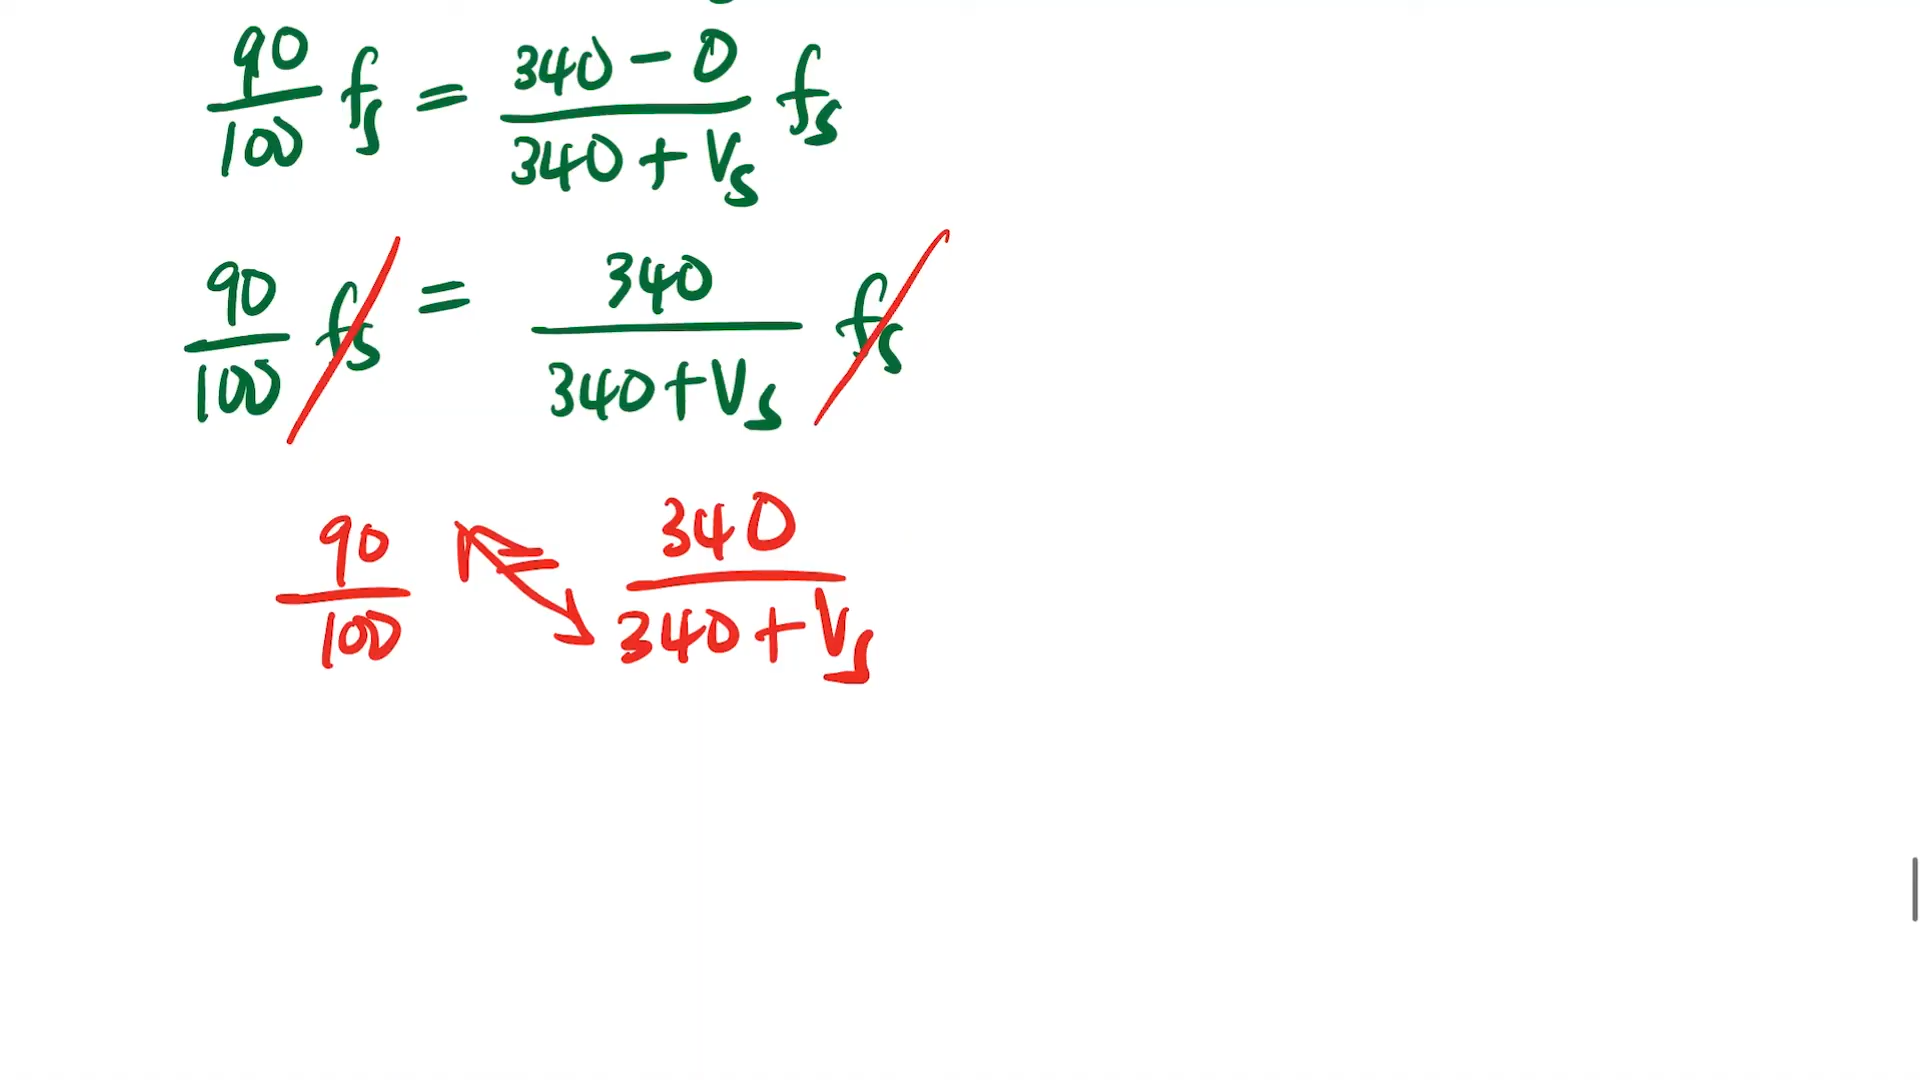 90/100 fs = (340 - 0)/(340 + Vs) fs
90/100 fs = 340/(340 + Vs) fs
90/100 = 340/(340 + Vs)